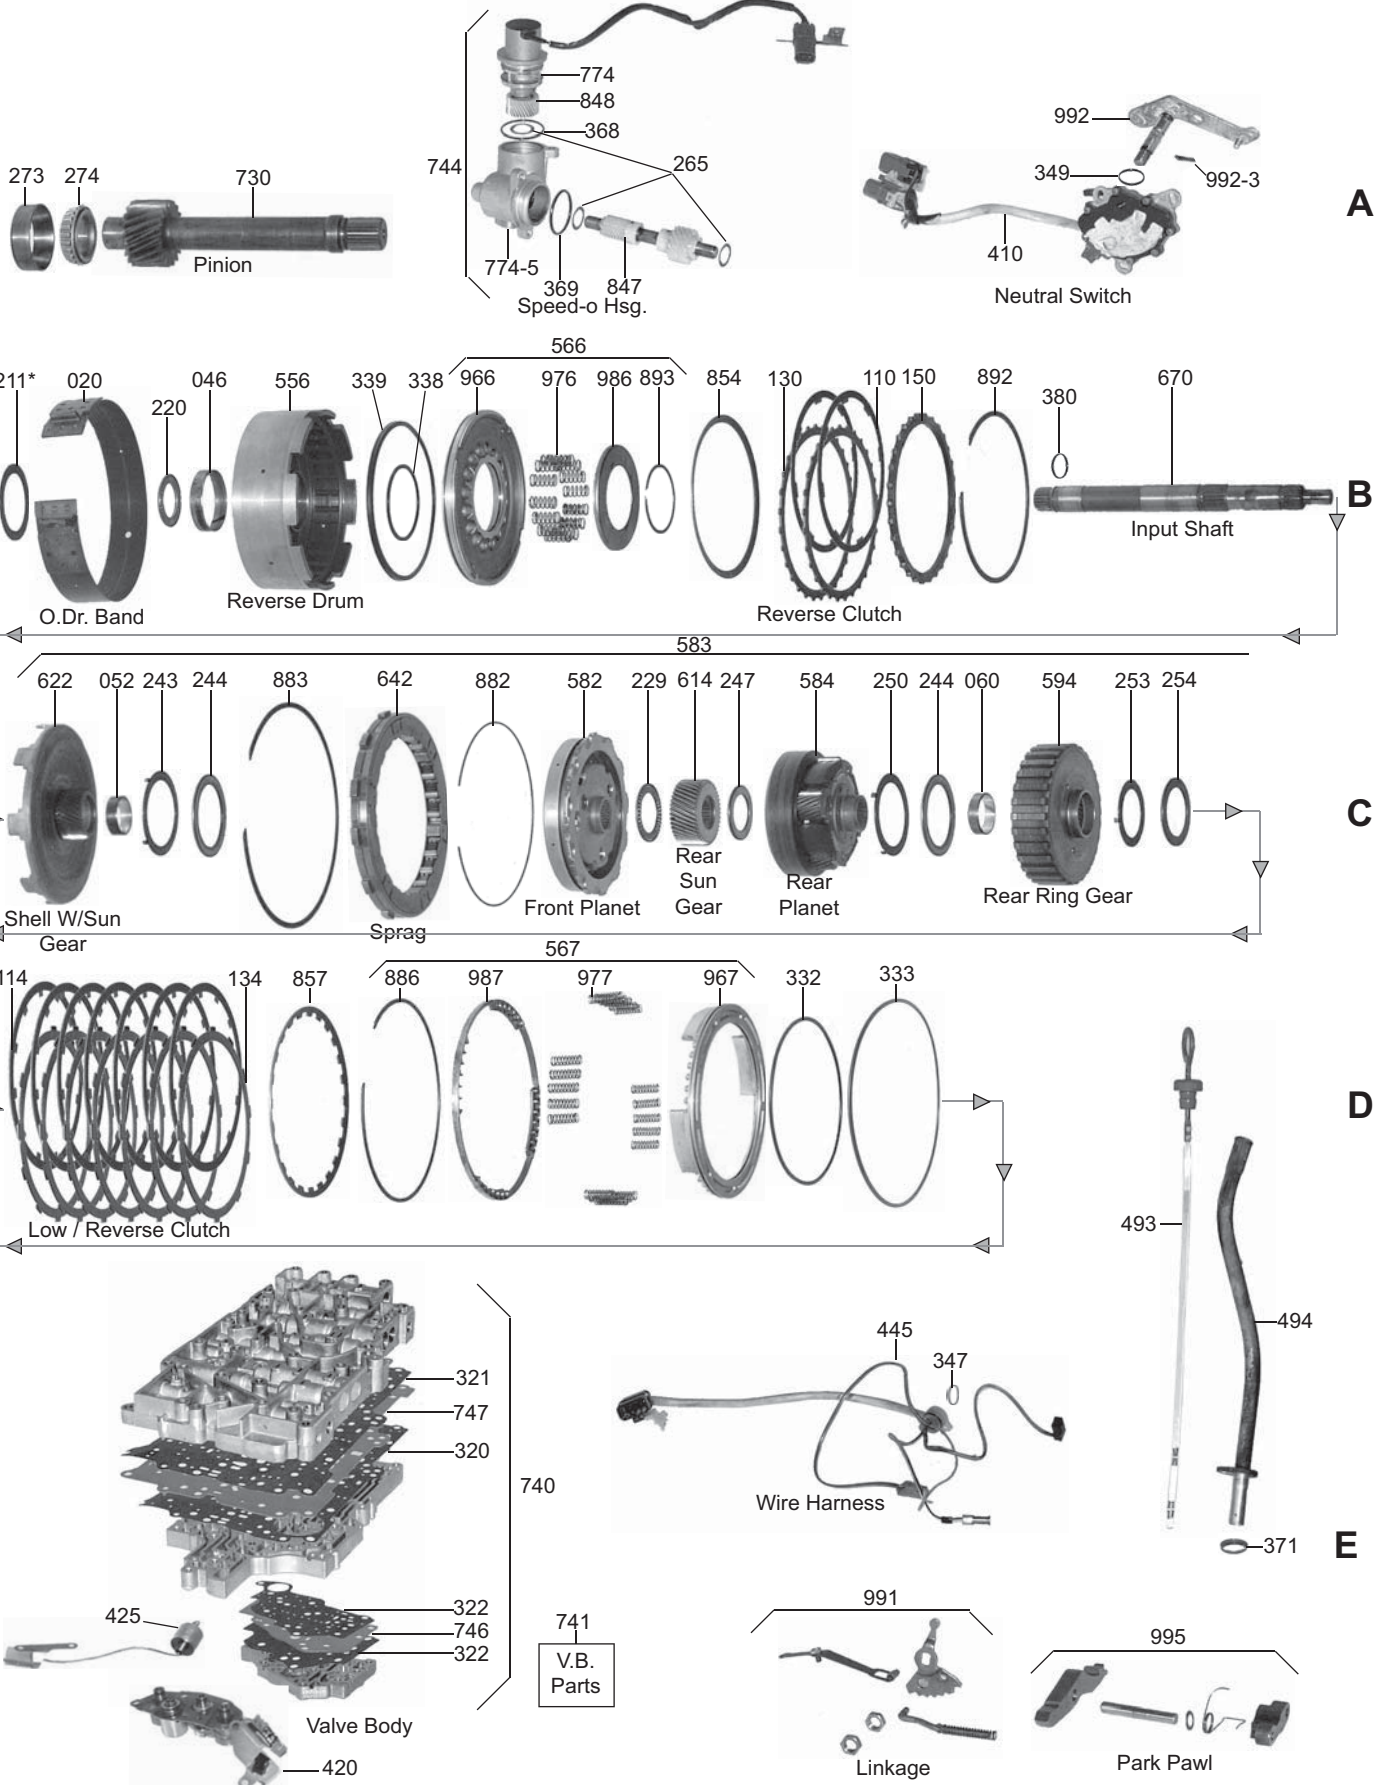 774
848
368
744
265
774-5
369
847
Speed-o Hsg.
273
274
730
Pinion
992
349
992-3
410
Neutral Switch
A
566
211*
020
220
046
556
339
338
966
976
986
893
854
130
110
150
892
380
670
Input Shaft
B
O.Dr. Band
Reverse Drum
Reverse Clutch
583
622
052
243
244
883
642
882
582
229
614
247
584
250
244
060
594
253
254
C
Shell W/Sun
Gear
Sprag
Front Planet
Rear
Sun
Gear
Rear
Planet
Rear Ring Gear
567
114
134
857
886
987
977
967
332
333
D
Low / Reverse Clutch
493
494
371
E
321
747
320
740
322
746
322
425
420
Valve Body
741
V.B.
Parts
445
347
Wire Harness
991
Linkage
995
Park Pawl